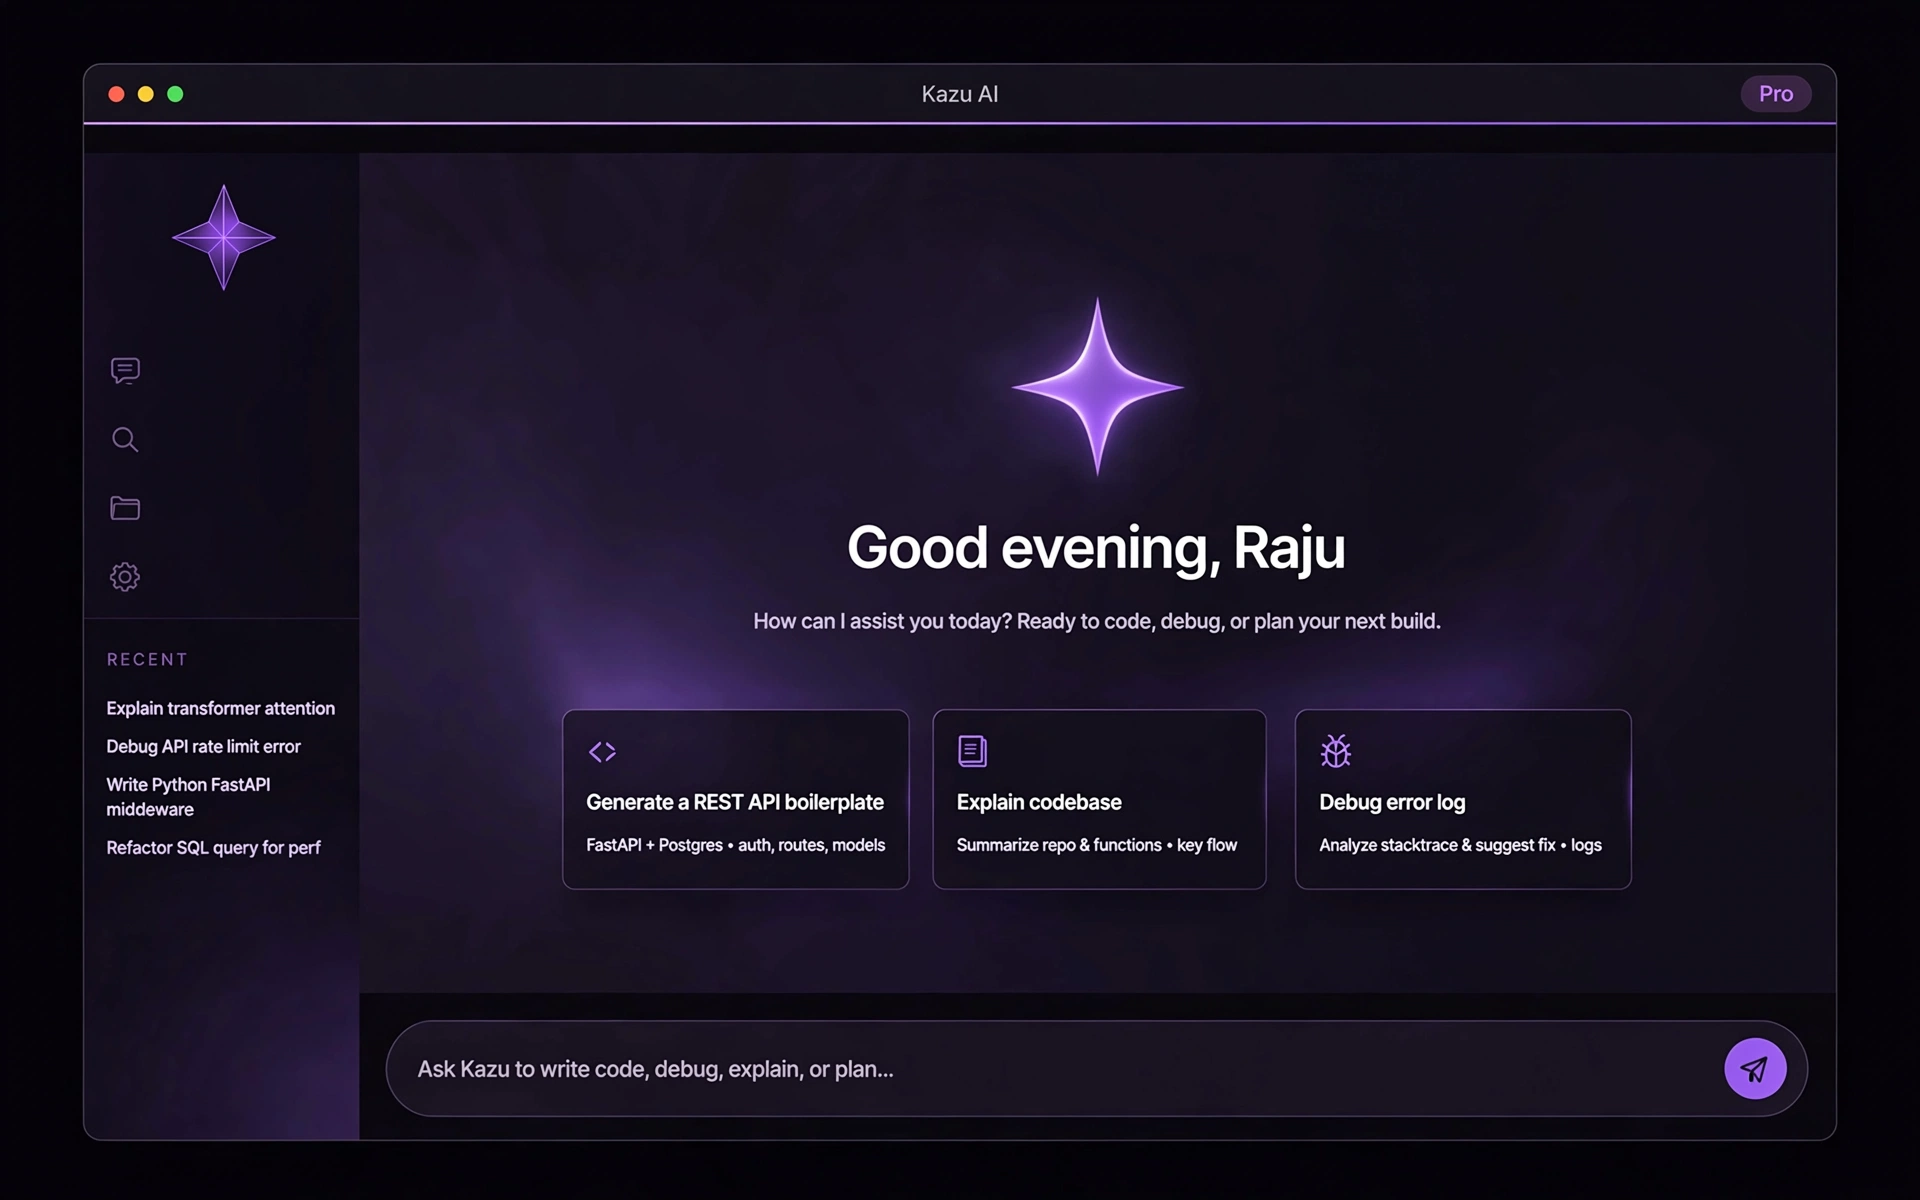 Kazu AI
Pro
RECENT
Explain transformer attention
Debug API rate limit error
Write Python FastAPI
middeware
Refactor SQL query for perf
Good evening, Raju
How can I assist you today? Ready to code, debug, or plan your next build.
Generate a REST API boilerplate
FastAPI + Postgres • auth, routes, models
Explain codebase
Summarize repo & functions • key flow
Debug error log
Analyze stacktrace & suggest fix • logs
Ask Kazu to write code, debug, explain, or plan...